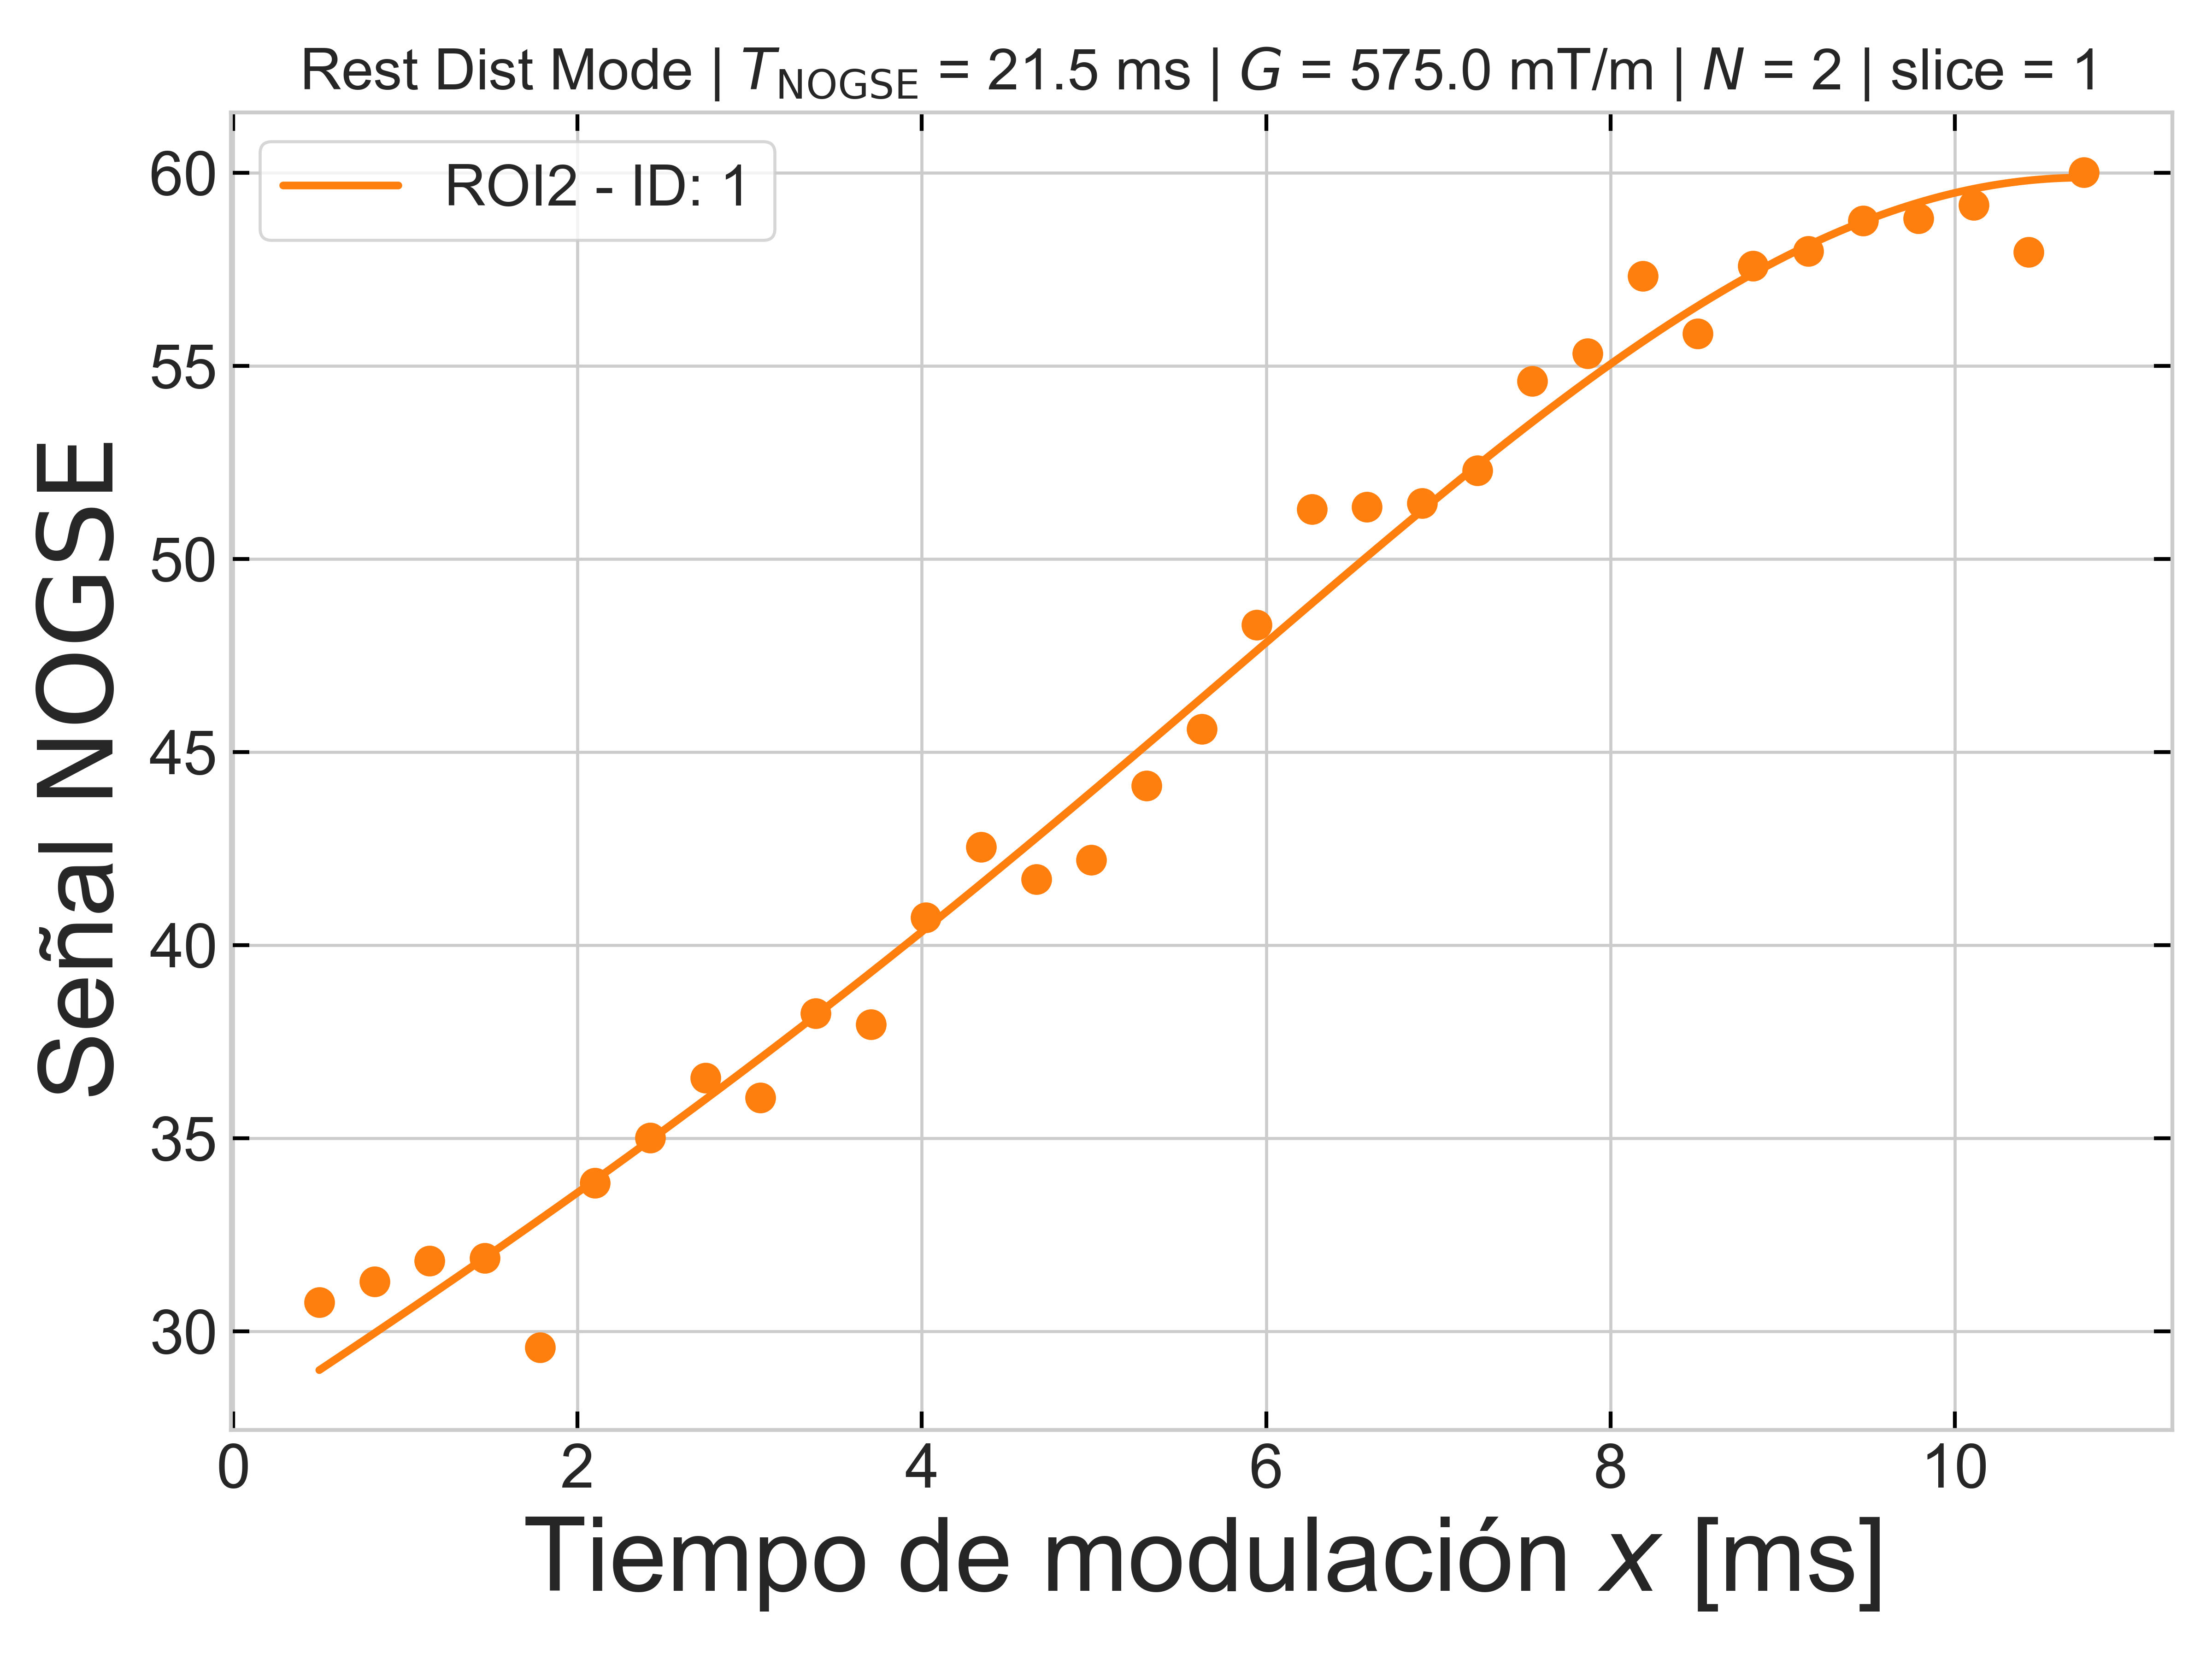 Rest Dist Mode | T_NOGSE = 21.5 ms | G = 575.0 mT/m | N = 2 | slice = 1
ROI2 - ID: 1
Señal NOGSE
60
55
50
45
40
35
30
0 2 4 6 8 10
Tiempo de modulación x [ms]